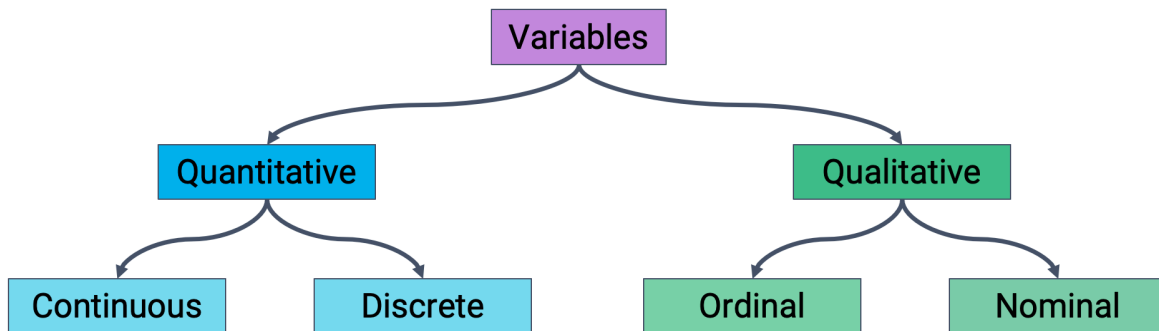 Variables
Quantitative
Qualitative
Continuous
Discrete
Ordinal
Nominal